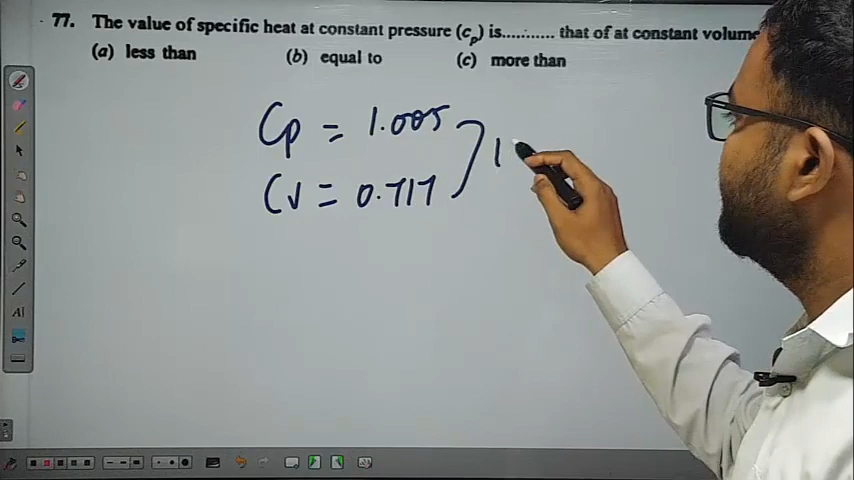 77. The value of specific heat at constant pressure (cp) is........... that of at constant volume
(a) less than (b) equal to (c) more than
Cp = 1.005
Cv = 0.717